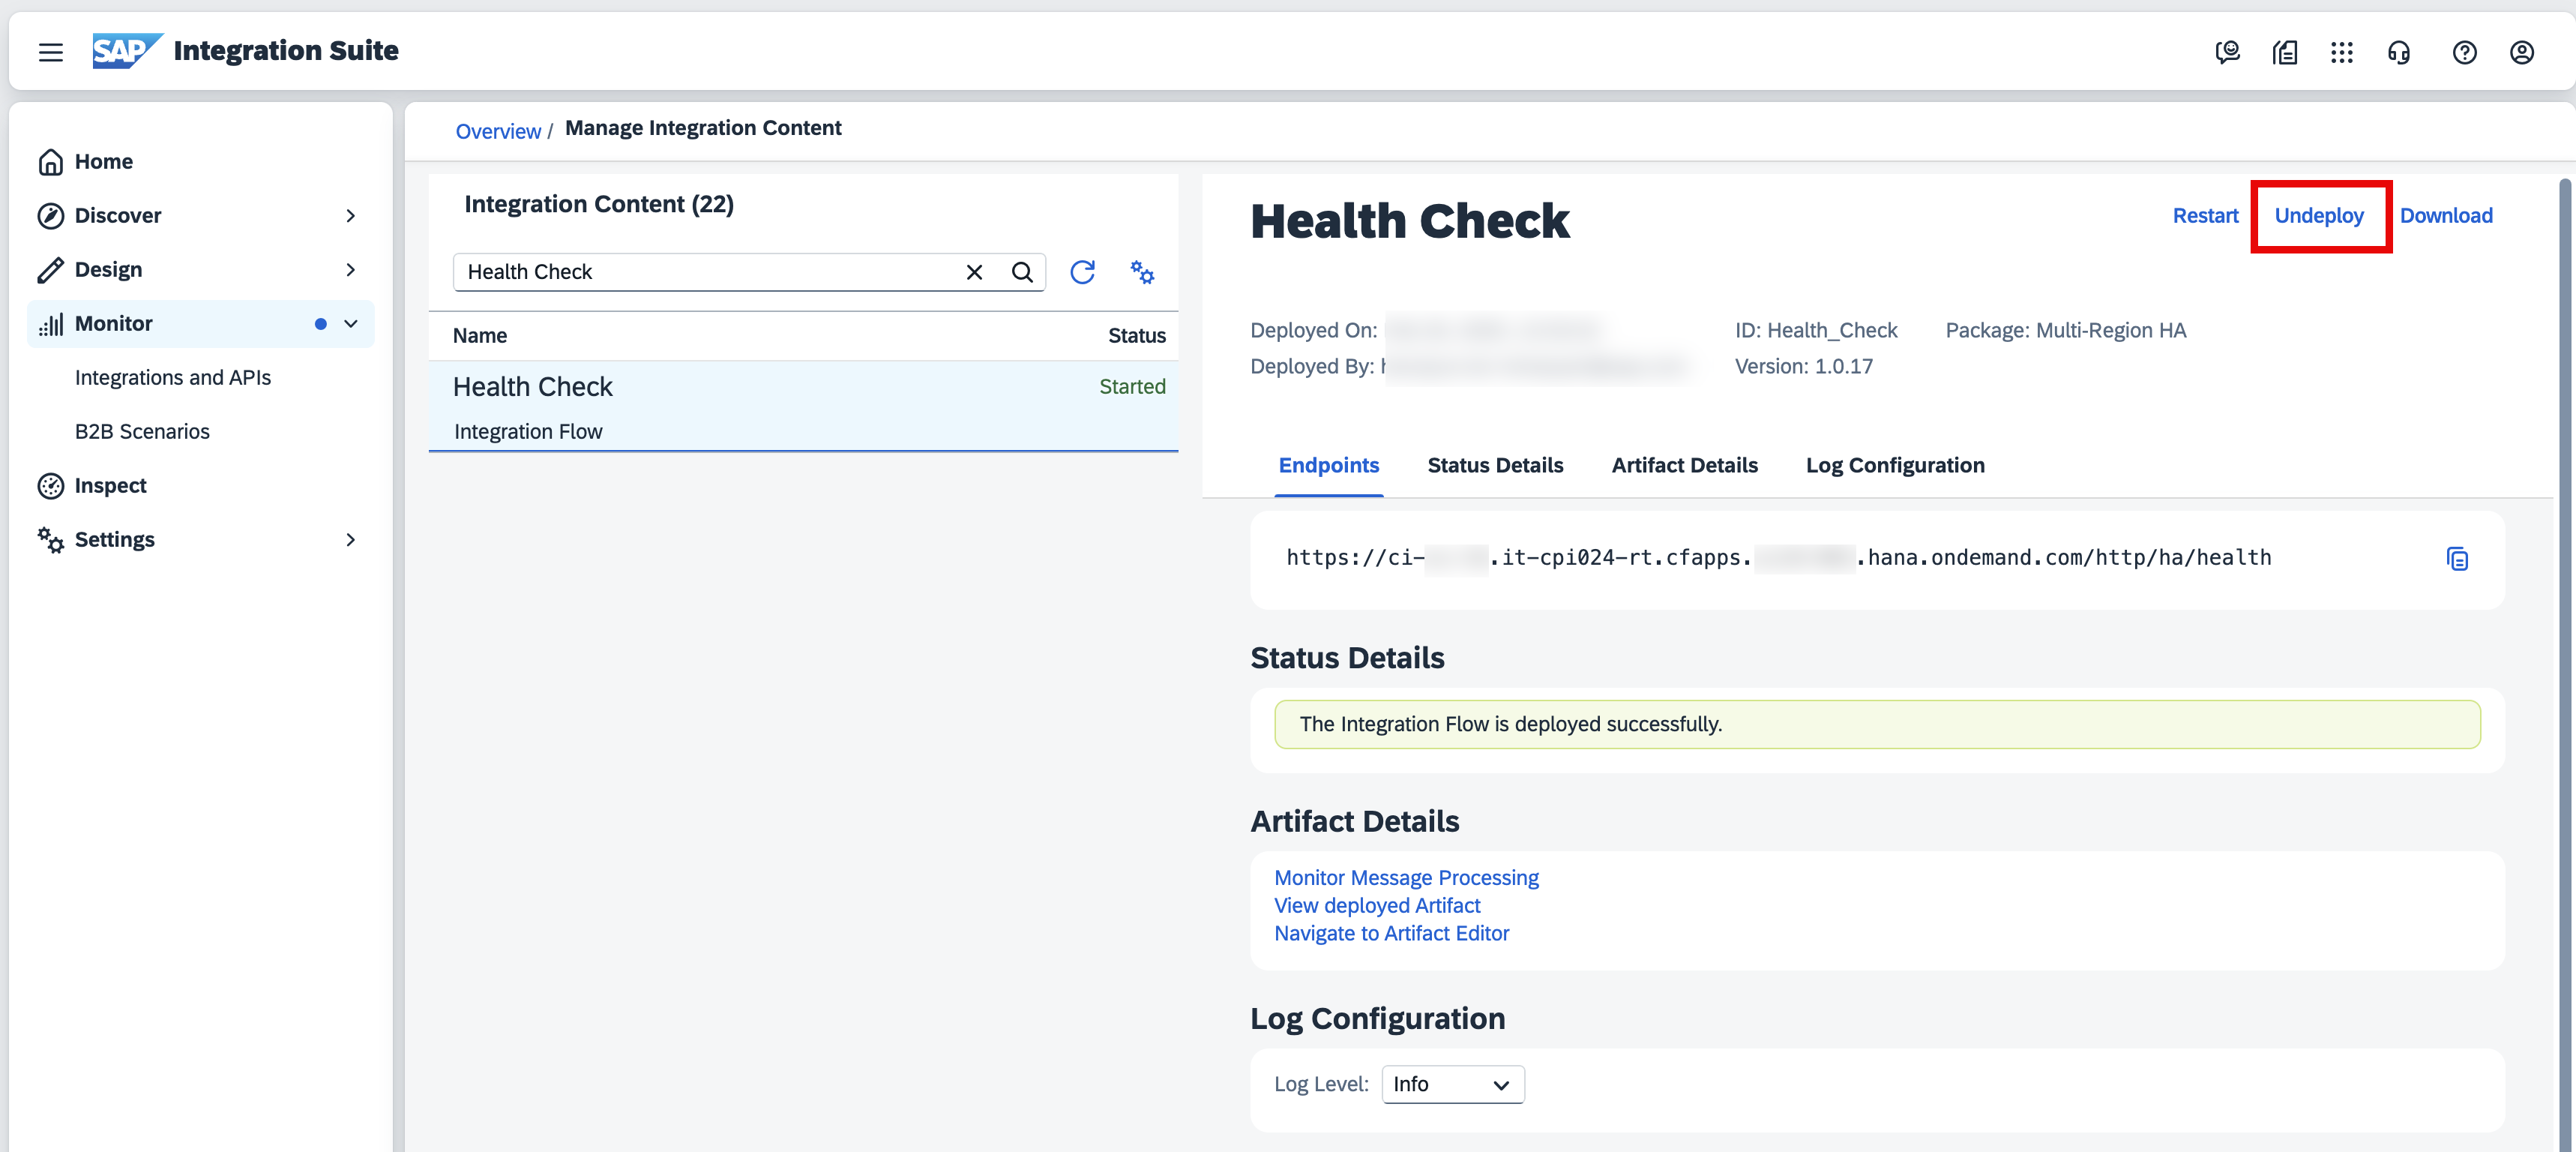 SAP Integration Suite
Home
Discover
Design
Monitor
Integrations and APIs
B2B Scenarios
Inspect
Settings
Overview / Manage Integration Content
Integration Content (22)
Health Check
Name Status
Health Check Started
Integration Flow
Health Check
Restart Undeploy Download
Deployed On: ID: Health_Check Package: Multi-Region HA
Deployed By: Version: 1.0.17
Endpoints Status Details Artifact Details Log Configuration
https://ci- .it-cpi024-rt.cfapps. .hana.ondemand.com/http/ha/health
Status Details
The Integration Flow is deployed successfully.
Artifact Details
Monitor Message Processing
View deployed Artifact
Navigate to Artifact Editor
Log Configuration
Log Level: Info